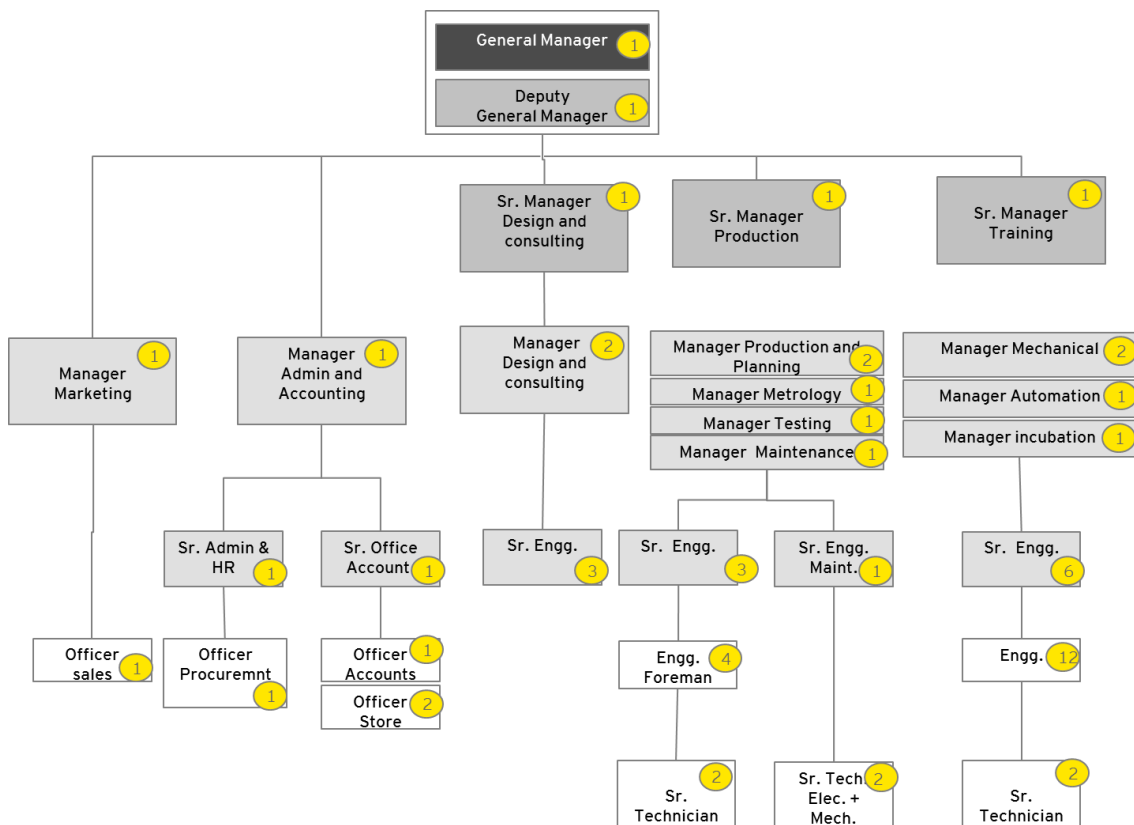 General Manager
1
Deputy
General Manager
1
Sr. Manager
Design and
consulting
1
Sr. Manager
Production
1
Sr. Manager
Training
1
Manager
Marketing
1
Manager
Admin and
Accounting
1
Manager
Design and
consulting
2
Manager Production and
Planning
2
Manager Metrology
1
Manager Testing
1
Manager Maintenance
1
Manager Mechanical
2
Manager Automation
1
Manager incubation
1
Sr. Admin &
HR
1
Sr. Office
Account
1
Sr. Engg.
3
Sr. Engg.
3
Sr. Engg.
Maint.
1
Sr. Engg.
6
Officer
sales
1
Officer
Procuremnt
1
Officer
Accounts
1
Officer
Store
2
Engg.
Foreman
4
Engg.
12
Sr.
Technician
2
Sr. Tech.
Elec. +
Mech.
2
Sr.
Technician
2